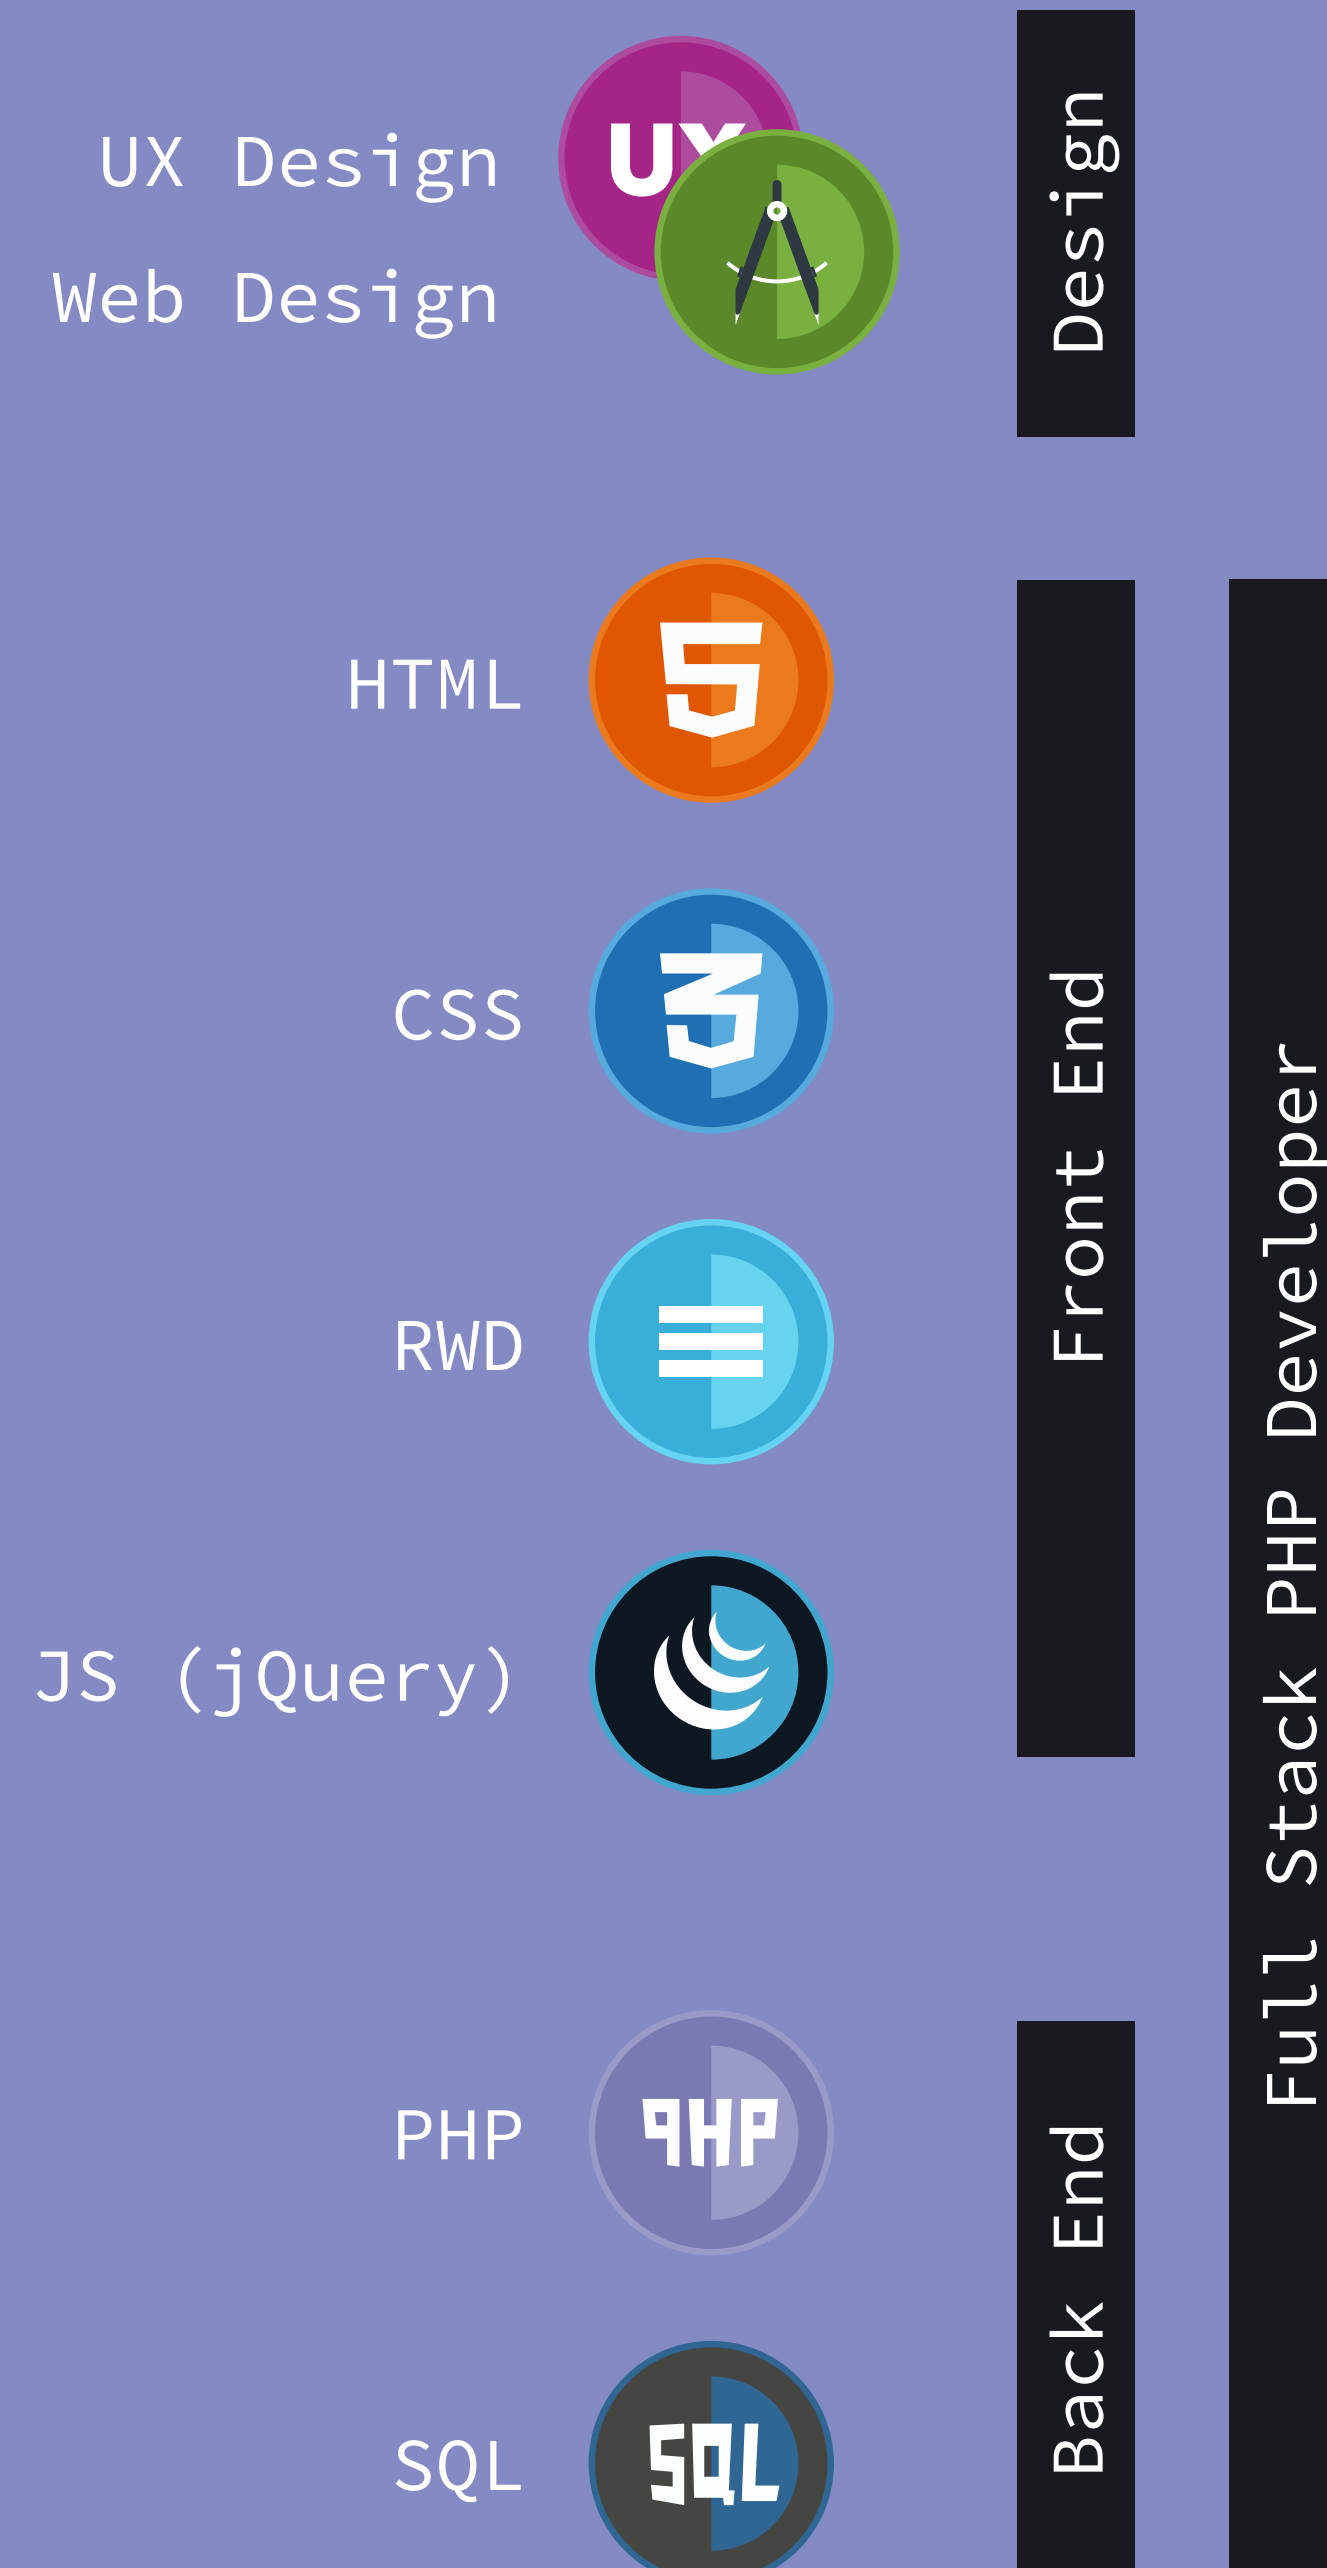 UX Design
UX
Web Design
Design
HTML
5
CSS
3
RWD
JS (jQuery)
Front End
PHP
PHP
SQL
SQL
Back End
Full Stack PHP Developer